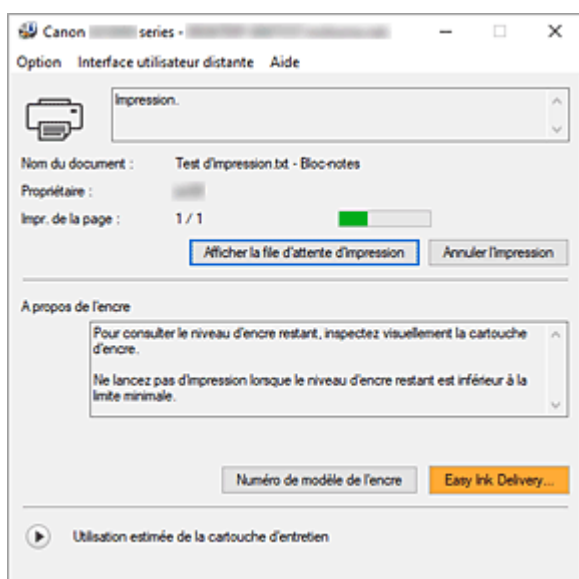 Canon series -
Option Interface utilisateur distante Aide
Impression.
Nom du document : Test d'impression.txt - Bloc-notes
Propriétaire :
Impr. de la page : 1 / 1
Afficher la file d'attente d'impression Annuler l'impression
A propos de l'encre
Pour consulter le niveau d'encre restant, inspectez visuellement la cartouche
d'encre.
Ne lancez pas d'impression lorsque le niveau d'encre restant est inférieur à la
limite minimale.
Numéro de modèle de l'encre Easy Ink Delivery...
Utilisation estimée de la cartouche d'entretien